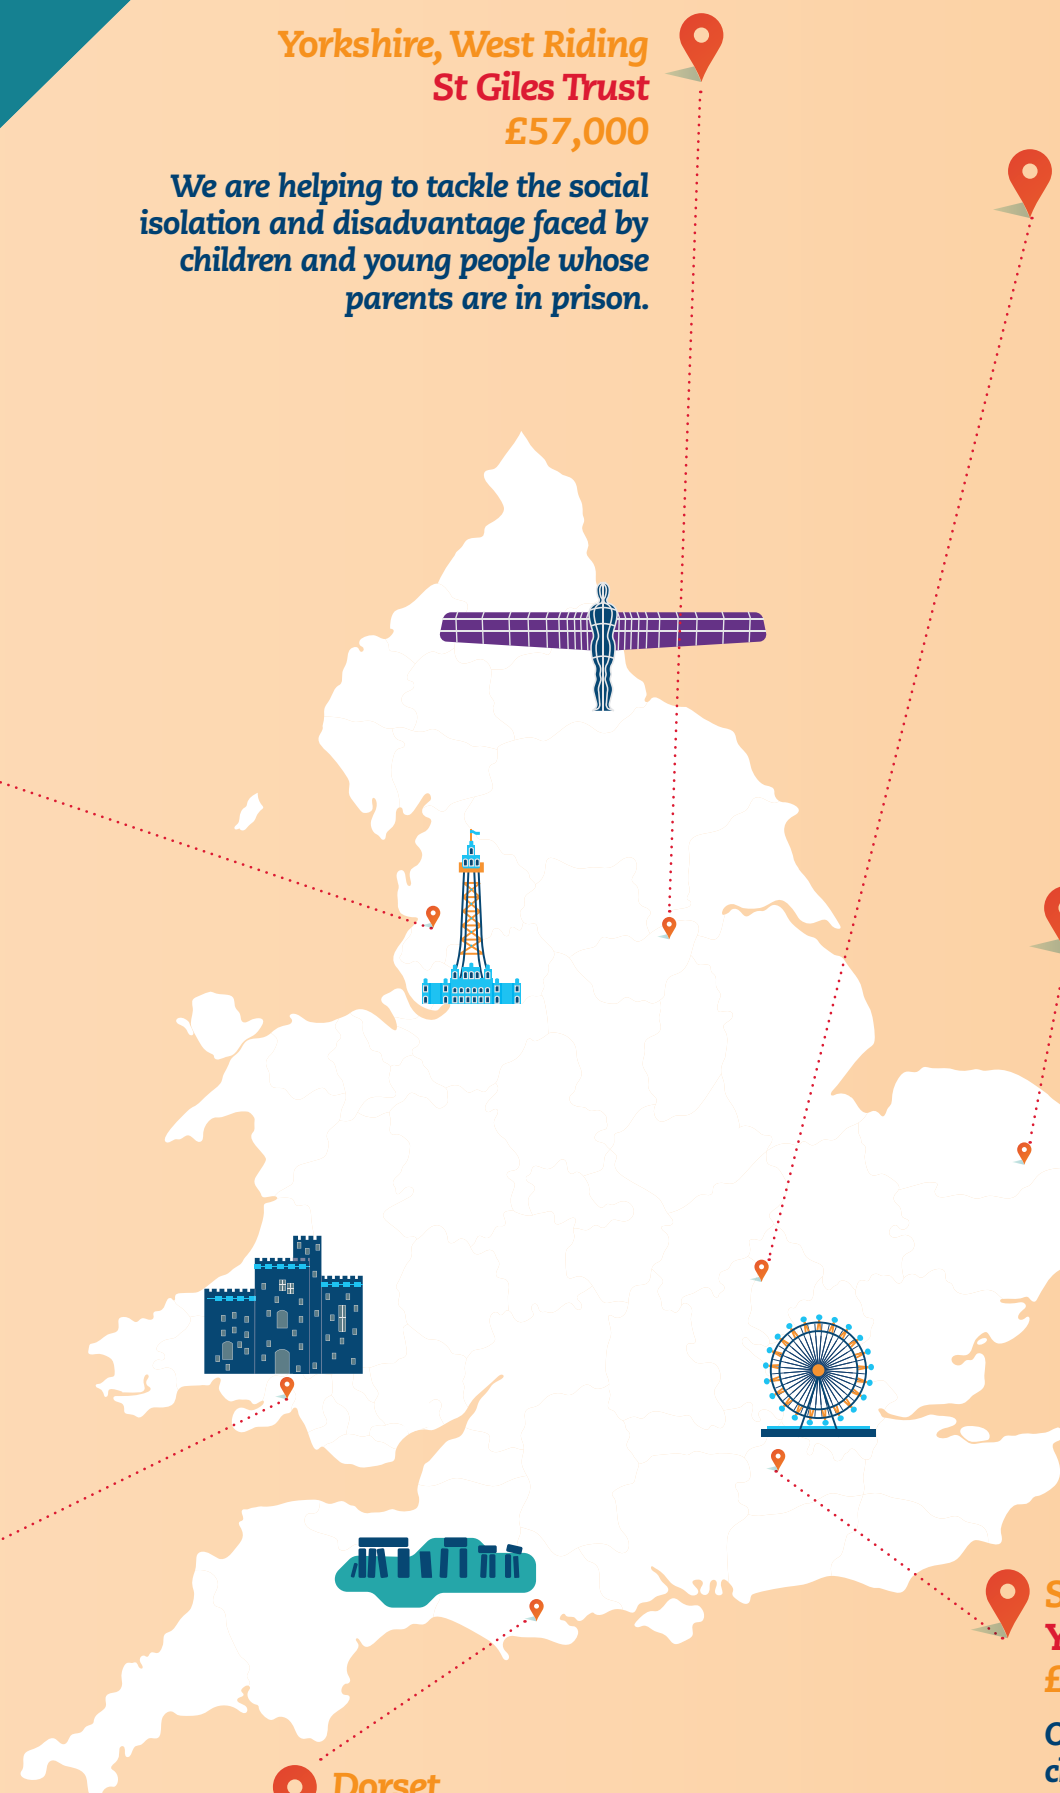 Yorkshire, West Riding
St Giles Trust
£57,000
We are helping to tackle the social
isolation and disadvantage faced by
children and young people whose
parents are in prison.
Dorset